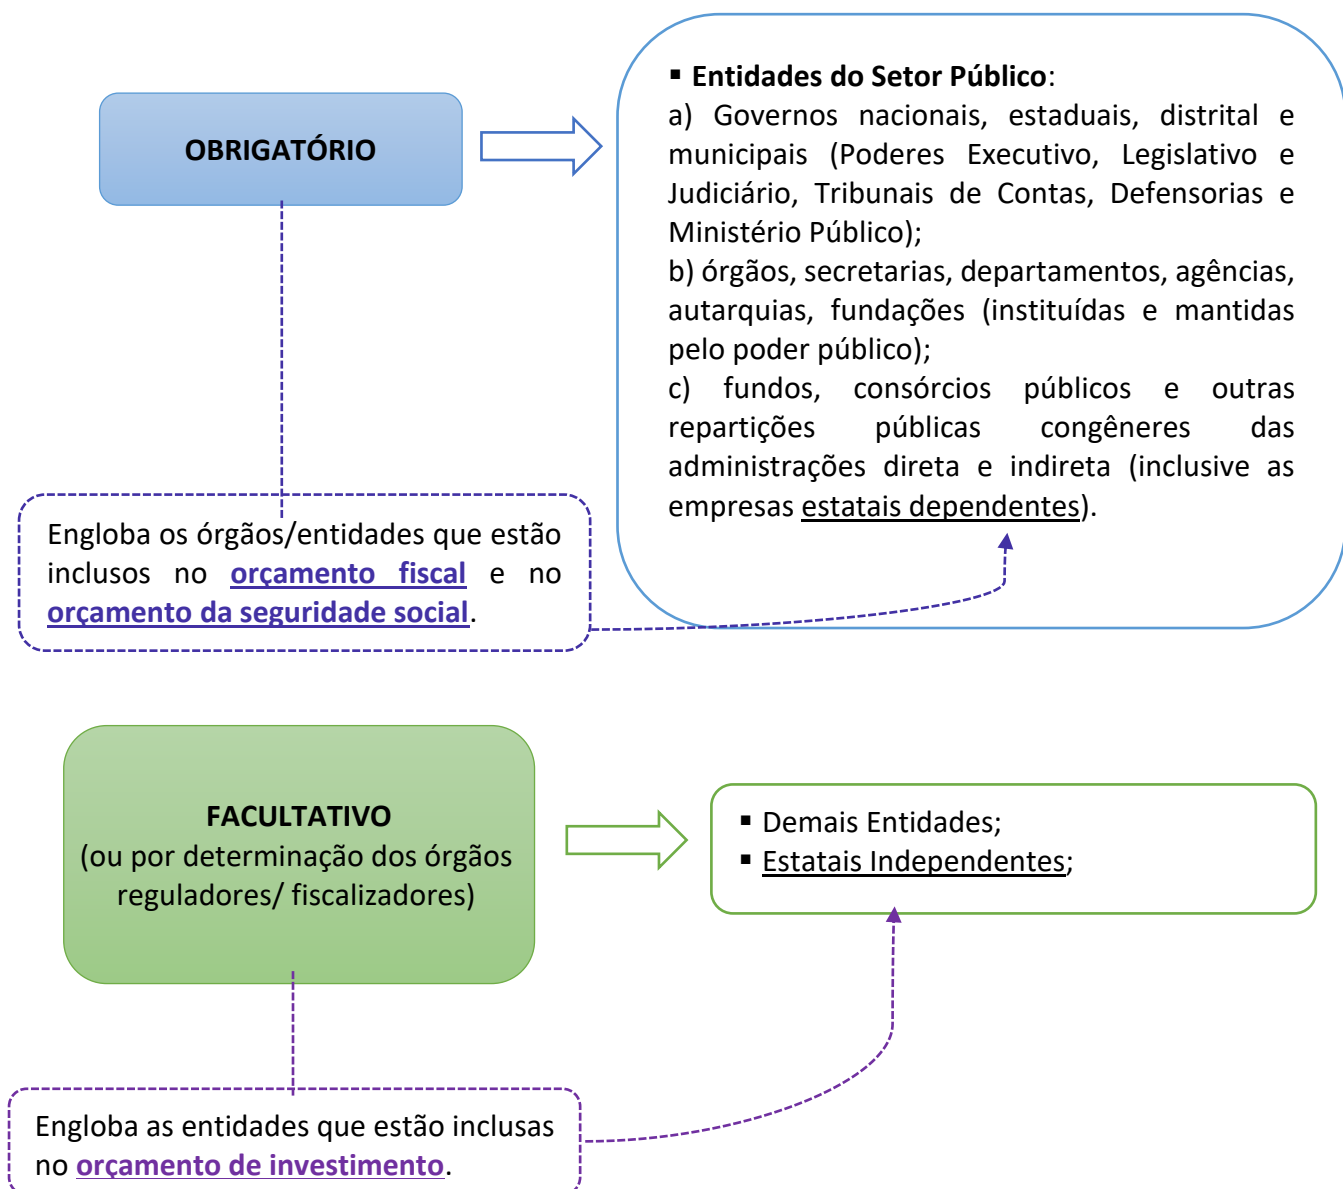 OBRIGATÓRIO
▪ Entidades do Setor Público:
a) Governos nacionais, estaduais, distrital e
municipais (Poderes Executivo, Legislativo e
Judiciário, Tribunais de Contas, Defensorias e
Ministério Público);
b) órgãos, secretarias, departamentos, agências,
autarquias, fundações (instituídas e mantidas
pelo poder público);
c) fundos, consórcios públicos e outras
repartições públicas congêneres das
administrações direta e indireta (inclusive as
empresas estatais dependentes).
Engloba os órgãos/entidades que estão
inclusos no orçamento fiscal e no
orçamento da seguridade social.
FACULTATIVO
(ou por determinação dos órgãos
reguladores/ fiscalizadores)
▪ Demais Entidades;
▪ Estatais Independentes;
Engloba as entidades que estão inclusas
no orçamento de investimento.